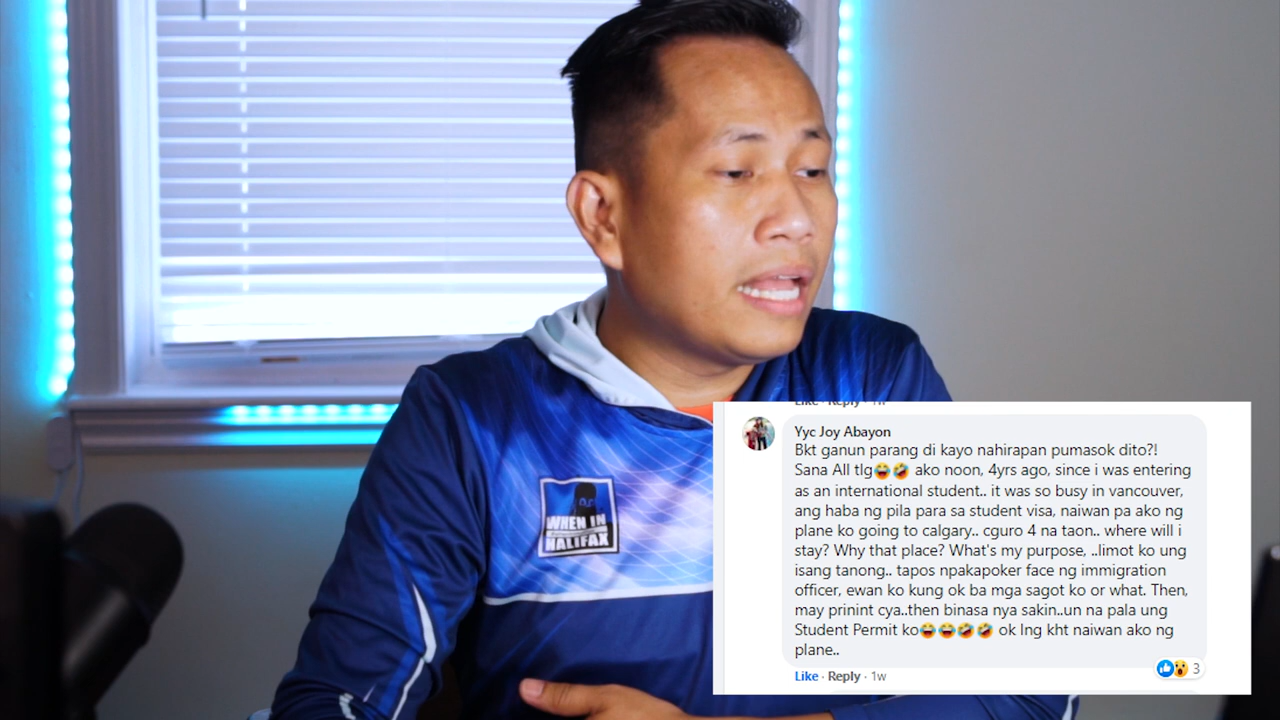 WHEN IN
HALIFAX
Like · Reply · 1w
Yyc Joy Abayon
Bkt ganun parang di kayo nahirapan pumasok dito?!
Sana All tlg😂🤣 ako noon, 4yrs ago, since i was entering
as an international student.. it was so busy in vancouver,
ang haba ng pila para sa student visa, naiwan pa ako ng
plane ko going to calgary.. cguro 4 na taon.. where will i
stay? Why that place? What's my purpose, ..limot ko ung
isang tanong.. tapos npakapoker face ng immigration
officer, ewan ko kung ok ba mga sagot ko or what. Then,
may prinint cya..then binasa nya sakin..un na pala ung
Student Permit ko😂😂🤣🤣 ok lng kht naiwan ako ng
plane..
Like · Reply · 1w
3